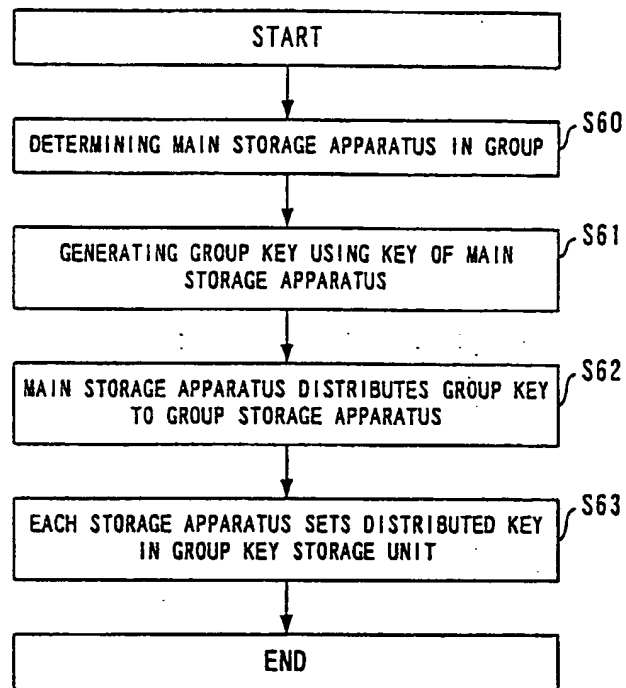 START
DETERMINING MAIN STORAGE APPARATUS IN GROUP
S60
GENERATING GROUP KEY USING KEY OF MAIN
STORAGE APPARATUS
S61
MAIN STORAGE APPARATUS DISTRIBUTES GROUP KEY
TO GROUP STORAGE APPARATUS
S62
EACH STORAGE APPARATUS SETS DISTRIBUTED KEY
IN GROUP KEY STORAGE UNIT
S63
END